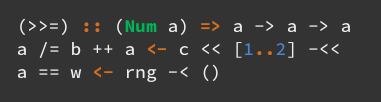 (>>=) :: (Num a) => a -> a -> a
a /= b ++ a <- c << [1..2] -<<
a == w <- rng -< ()